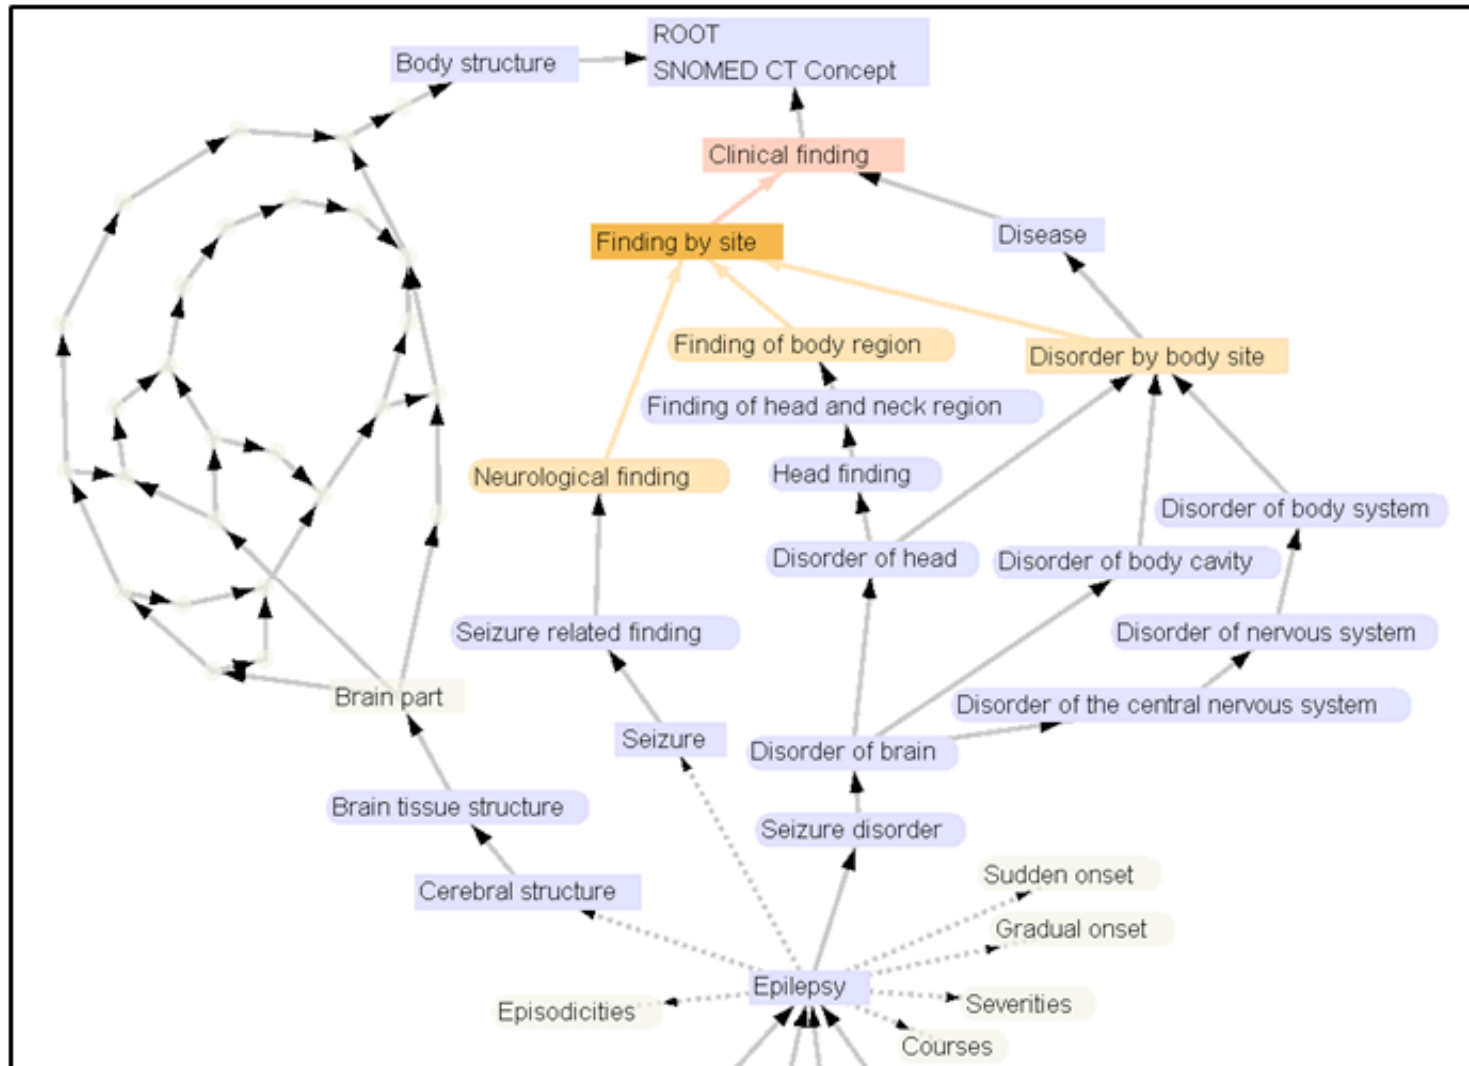 ROOT
SNOMED CT Concept
Body structure
Clinical finding
Finding by site
Disease
Finding of body region
Disorder by body site
Finding of head and neck region
Neurological finding
Head finding
Disorder of body system
Disorder of head
Disorder of body cavity
Seizure related finding
Disorder of nervous system
Brain part
Disorder of the central nervous system
Seizure
Disorder of brain
Brain tissue structure
Seizure disorder
Cerebral structure
Sudden onset
Gradual onset
Epilepsy
Episodicities
Severities
Courses